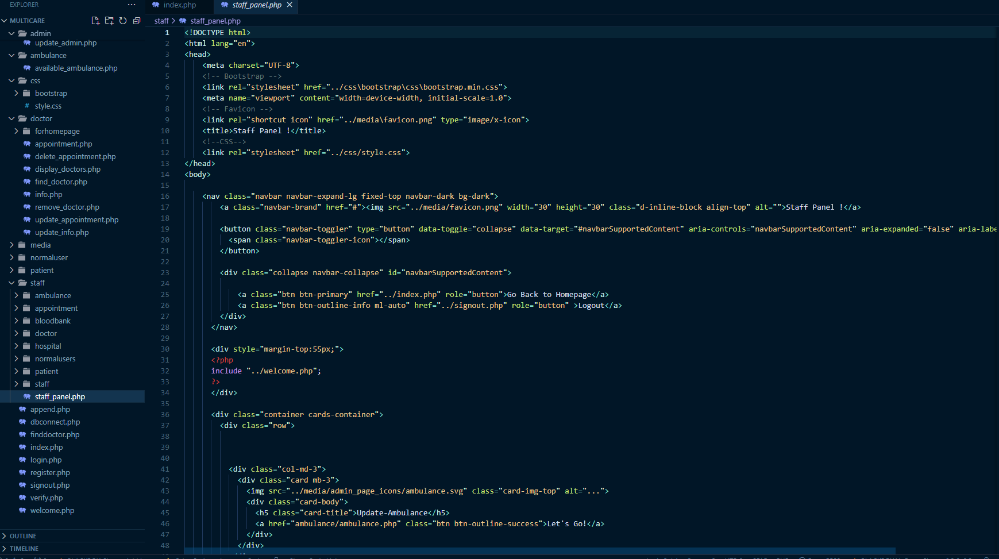 EXPLORER
MULTICARE
admin
update_admin.php
ambulance
available_ambulance.php
css
bootstrap
# style.css
doctor
forhomepage
appointment.php
delete_appointment.php
display_doctors.php
find_doctor.php
info.php
remove_doctor.php
update_appointment.php
update_info.php
media
normaluser
patient
staff
ambulance
appointment
bloodbank
doctor
hospital
normalusers
patient
staff
staff_panel.php
append.php
dbconnect.php
finddoctor.php
index.php
login.php
register.php
signout.php
verify.php
welcome.php
OUTLINE
TIMELINE
index.php staff_panel.php
staff > staff_panel.php
1 <!DOCTYPE html>
2 <html lang="en">
3 <head>
4 <meta charset="UTF-8">
5 <!-- Bootstrap -->
6 <link rel="stylesheet" href="../css\bootstrap\css\bootstrap.min.css">
7 <meta name="viewport" content="width=device-width, initial-scale=1.0">
8 <!-- Favicon -->
9 <link rel="shortcut icon" href="../media\favicon.png" type="image/x-icon">
10 <title>Staff Panel !</title>
11 <!--CSS-->
12 <link rel="stylesheet" href="../css/style.css">
13 </head>
14 <body>
15
16 <nav class="navbar navbar-expand-lg fixed-top navbar-dark bg-dark">
17 <a class="navbar-brand" href="#"><img src="../media/favicon.png" width="30" height="30" class="d-inline-block align-top" alt="">Staff Panel !</a>
18
19 <button class="navbar-toggler" type="button" data-toggle="collapse" data-target="#navbarSupportedContent" aria-controls="navbarSupportedContent" aria-expanded="false" aria-labe
20 <span class="navbar-toggler-icon"></span>
21 </button>
22
23 <div class="collapse navbar-collapse" id="navbarSupportedContent">
24
25 <a class="btn btn-primary" href="../index.php" role="button">Go Back to Homepage</a>
26 <a class="btn btn-outline-info ml-auto" href="../signout.php" role="button" >Logout</a>
27 </div>
28 </nav>
29
30 <div style="margin-top:55px;">
31 <?php
32 include "../welcome.php";
33 ?>
34 </div>
35
36 <div class="container cards-container">
37 <div class="row">
38
39
40
41 <div class="col-md-3">
42 <div class="card mb-3">
43 <img src="../media/admin_page_icons/ambulance.svg" class="card-img-top" alt="...">
44 <div class="card-body">
45 <h5 class="card-title">Update-Ambulance</h5>
46 <a href="ambulance/ambulance.php" class="btn btn-outline-success">Let's Go!</a>
47 </div>
48 </div>